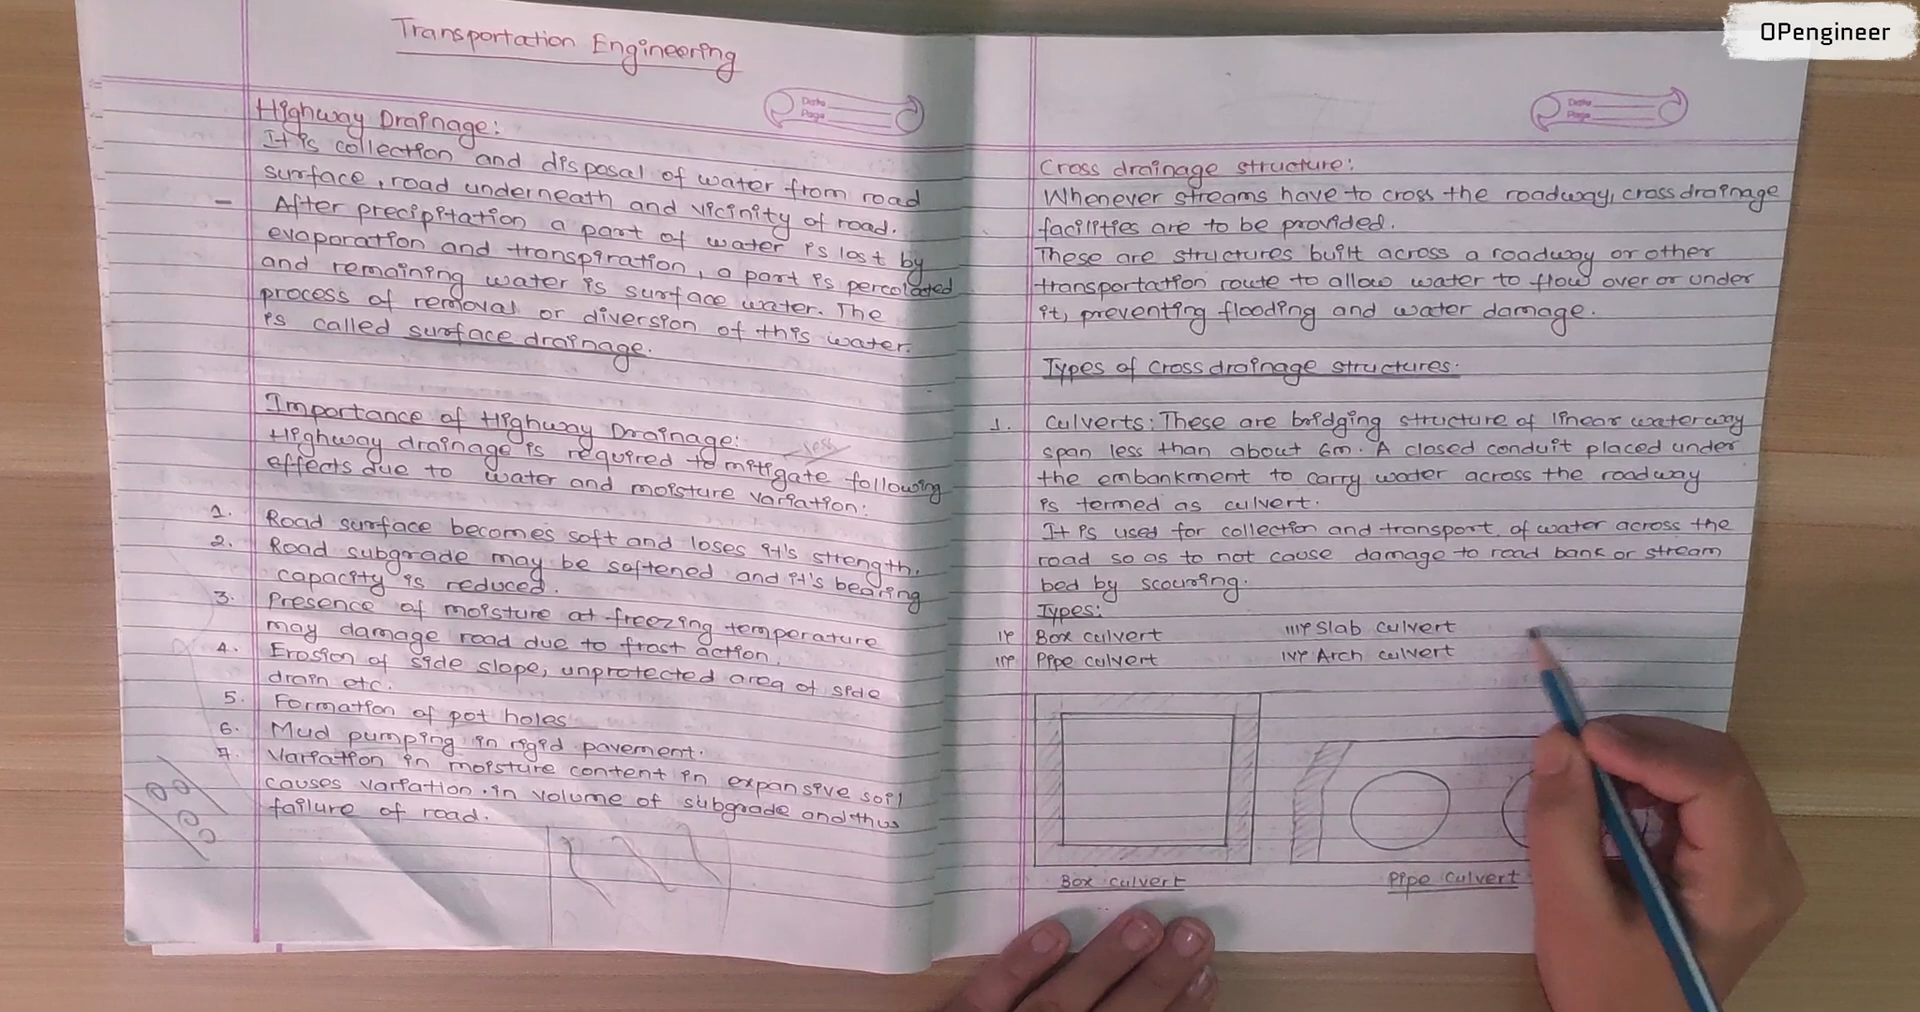 OPengineer
Transportation Engineering
Date
Page
Highway Drainage:
It is collection and disposal of water from road
surface, road underneath and vicinity of road.
- After precipitation a part of water is lost by
evaporation and transpiration, a part is percolated
and remaining water is surface water. The
process of removal or diversion of this water.
is called surface drainage.
Importance of Highway Drainage:
Highway drainage is required to mitigate following
effects due to water and moisture variation:
1. Road surface becomes soft and loses it's strength.
2. Road subgrade may be softened and it's bearing
capacity is reduced.
3. Presence of moisture at freezing temperature
may damage road due to frost action.
4. Erosion of side slope, unprotected area of side
drain etc.
5. Formation of pot holes
6. Mud pumping in rigid pavement.
7. Variation in moisture content in expansive soil
causes variation in volume of subgrade and thus
failure of road.
Date
Page
Cross drainage structure:
Whenever streams have to cross the roadway, cross drainage
facilities are to be provided.
These are structures built across a roadway or other
transportation route to allow water to flow over or under
it, preventing flooding and water damage.
Types of cross drainage structures.
1. Culverts: These are bridging structure of linear waterway
span less than about 6m. A closed conduit placed under
the embankment to carry water across the roadway
is termed as culvert.
It is used for collection and transport of water across the
road so as to not cause damage to road bank or stream
bed by scouring.
Types:
i) Box culvert iii) Slab culvert
ii) Pipe culvert iv) Arch culvert
Box culvert Pipe culvert